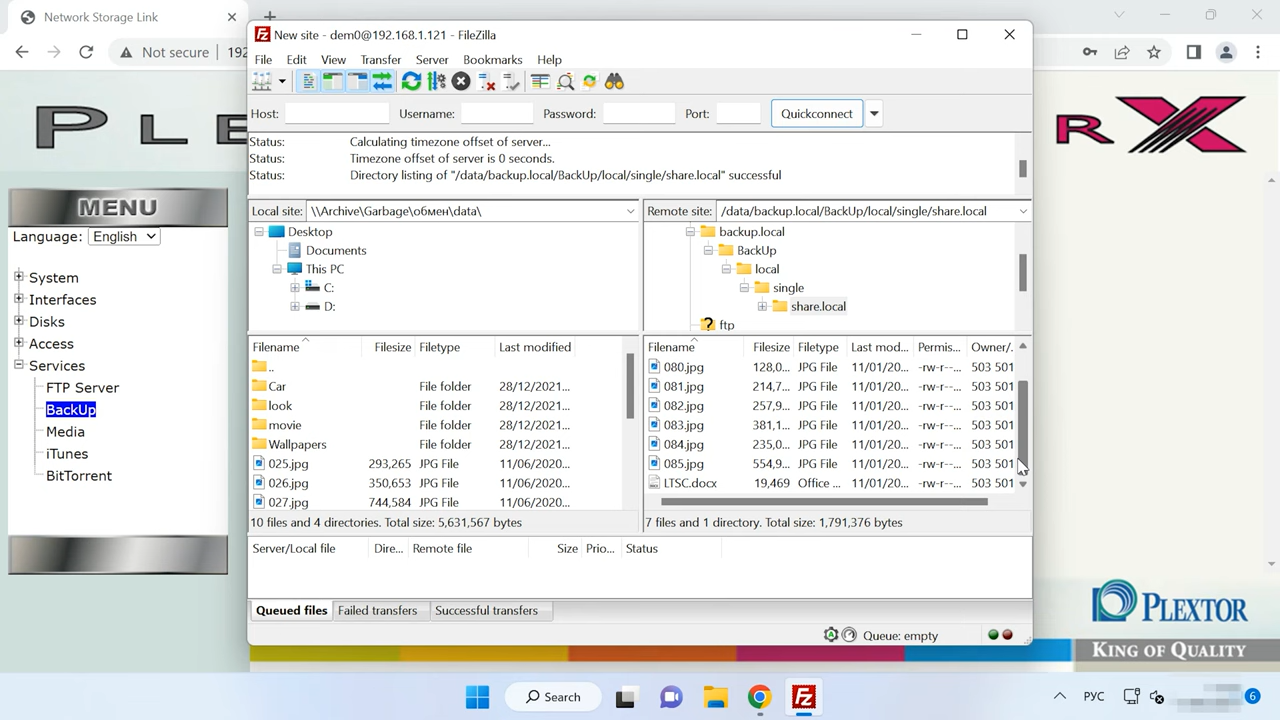 Network Storage Link
Not secure
192
PLE
RX
MENU
Language: English
System
Interfaces
Disks
Access
Services
FTP Server
BackUp
Media
iTunes
BitTorrent
New site - dem0@192.168.1.121 - FileZilla
File Edit View Transfer Server Bookmarks Help
Host: Username: Password: Port: Quickconnect
Status: Calculating timezone offset of server...
Status: Timezone offset of server is 0 seconds.
Status: Directory listing of "/data/backup.local/BackUp/local/single/share.local" successful
Local site: \\Archive\Garbage\обмен\data\
Desktop
Documents
This PC
C:
D:
Remote site: /data/backup.local/BackUp/local/single/share.local
backup.local
BackUp
local
single
share.local
ftp
Filename Filesize Filetype Last modified
..
Car File folder 28/12/2021...
look File folder 28/12/2021...
movie File folder 28/12/2021...
Wallpapers File folder 28/12/2021...
025.jpg 293,265 JPG File 11/06/2020...
026.jpg 350,653 JPG File 11/06/2020...
027.jpg 744,584 JPG File 11/06/2020...
10 files and 4 directories. Total size: 5,631,567 bytes
Filename Filesize Filetype Last mod... Permis... Owner/.
080.jpg 128,0... JPG File 11/01/20... -rw-r--... 503 501
081.jpg 214,7... JPG File 11/01/20... -rw-r--... 503 501
082.jpg 257,9... JPG File 11/01/20... -rw-r--... 503 501
083.jpg 381,1... JPG File 11/01/20... -rw-r--... 503 501
084.jpg 235,0... JPG File 11/01/20... -rw-r--... 503 501
085.jpg 554,9... JPG File 11/01/20... -rw-r--... 503 501
LTSC.docx 19,469 Office ... 11/01/20... -rw-r--... 503 501
7 files and 1 directory. Total size: 1,791,376 bytes
Server/Local file Dire... Remote file Size Prio... Status
Queued files Failed transfers Successful transfers
Queue: empty
PLEXTOR
KING OF QUALITY
Search
РУС
6